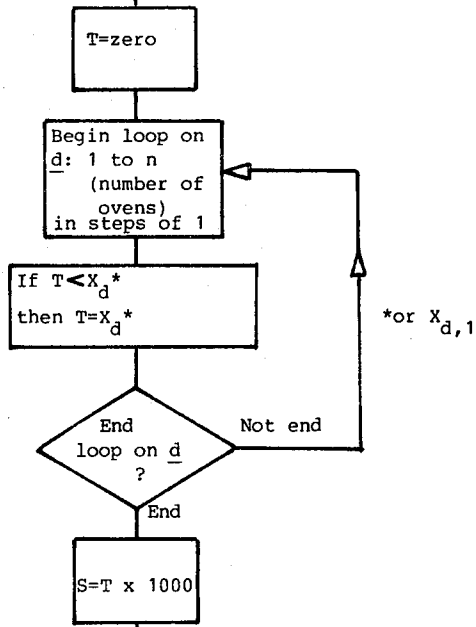 T=zero
Begin loop on
d: 1 to n
(number of
ovens)
in steps of 1
If T<X_d*
then T=X_d*
*or X_d,1
End
loop on d
?
Not end
End
S=T x 1000